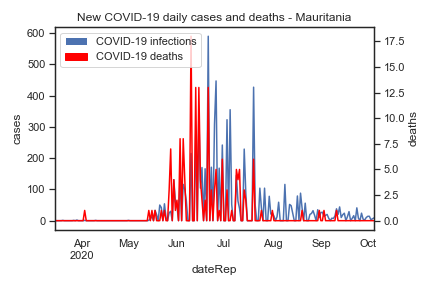 New COVID-19 daily cases and deaths - Mauritania
COVID-19 infections
COVID-19 deaths
600
500
400
300
200
100
0
cases
17.5
15.0
12.5
10.0
7.5
5.0
2.5
0.0
deaths
Apr May Jun Jul Aug Sep Oct
2020
dateRep